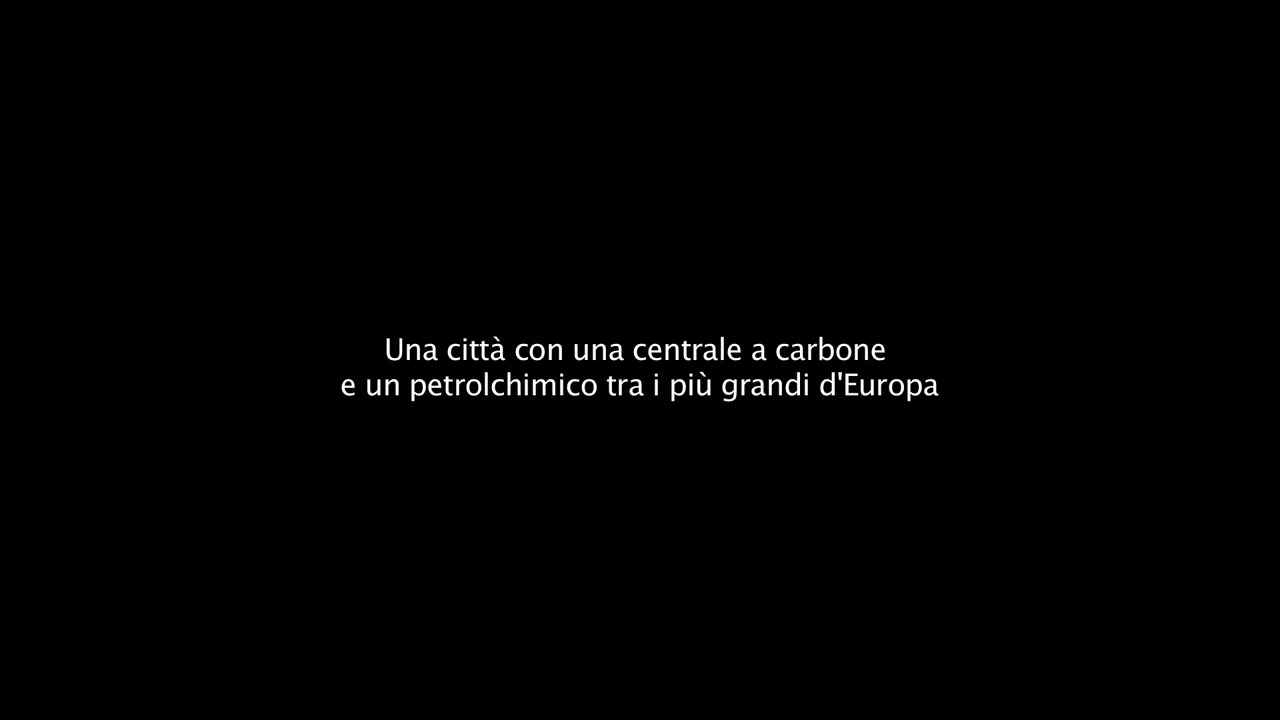 Una città con una centrale a carbone
e un petrolchimico tra i più grandi d'Europa